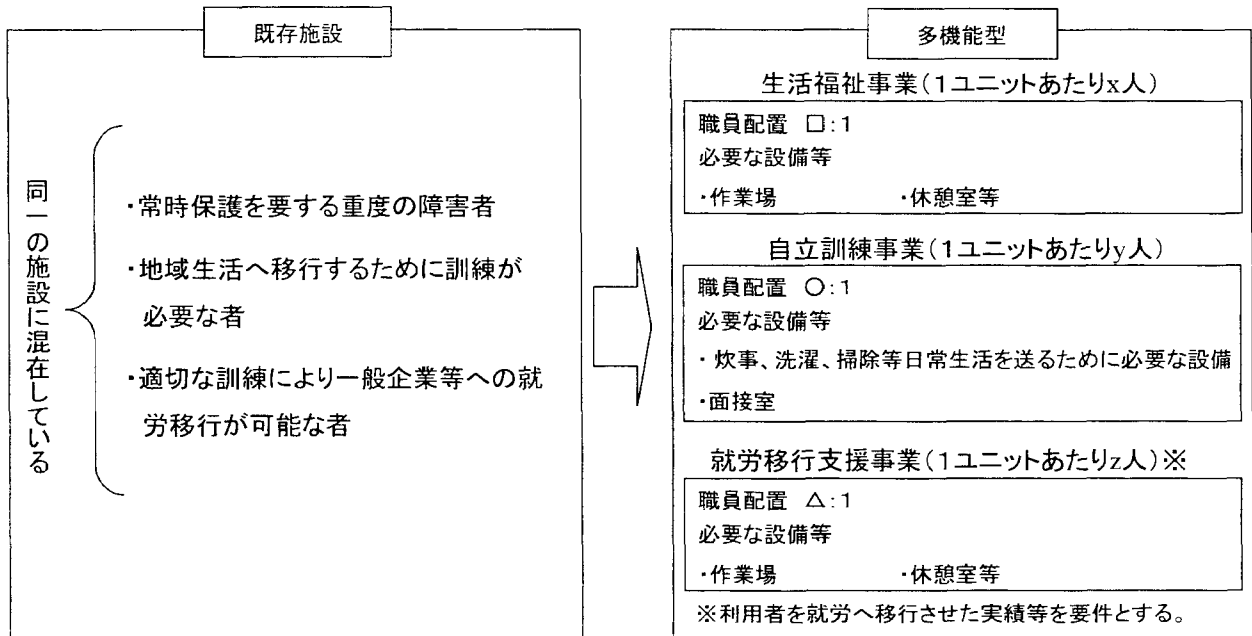 既存施設
同一の施設に混在している
・常時保護を要する重度の障害者
・地域生活へ移行するために訓練が
必要な者
・適切な訓練により一般企業等への就
労移行が可能な者
多機能型
生活福祉事業(1ユニットあたりx人)
職員配置 □:1
必要な設備等
・作業場 ・休憩室等
自立訓練事業(1ユニットあたりy人)
職員配置 ○:1
必要な設備等
・炊事、洗濯、掃除等日常生活を送るために必要な設備
・面接室
就労移行支援事業(1ユニットあたりz人)※
職員配置 △:1
必要な設備等
・作業場 ・休憩室等
※利用者を就労へ移行させた実績等を要件とする。